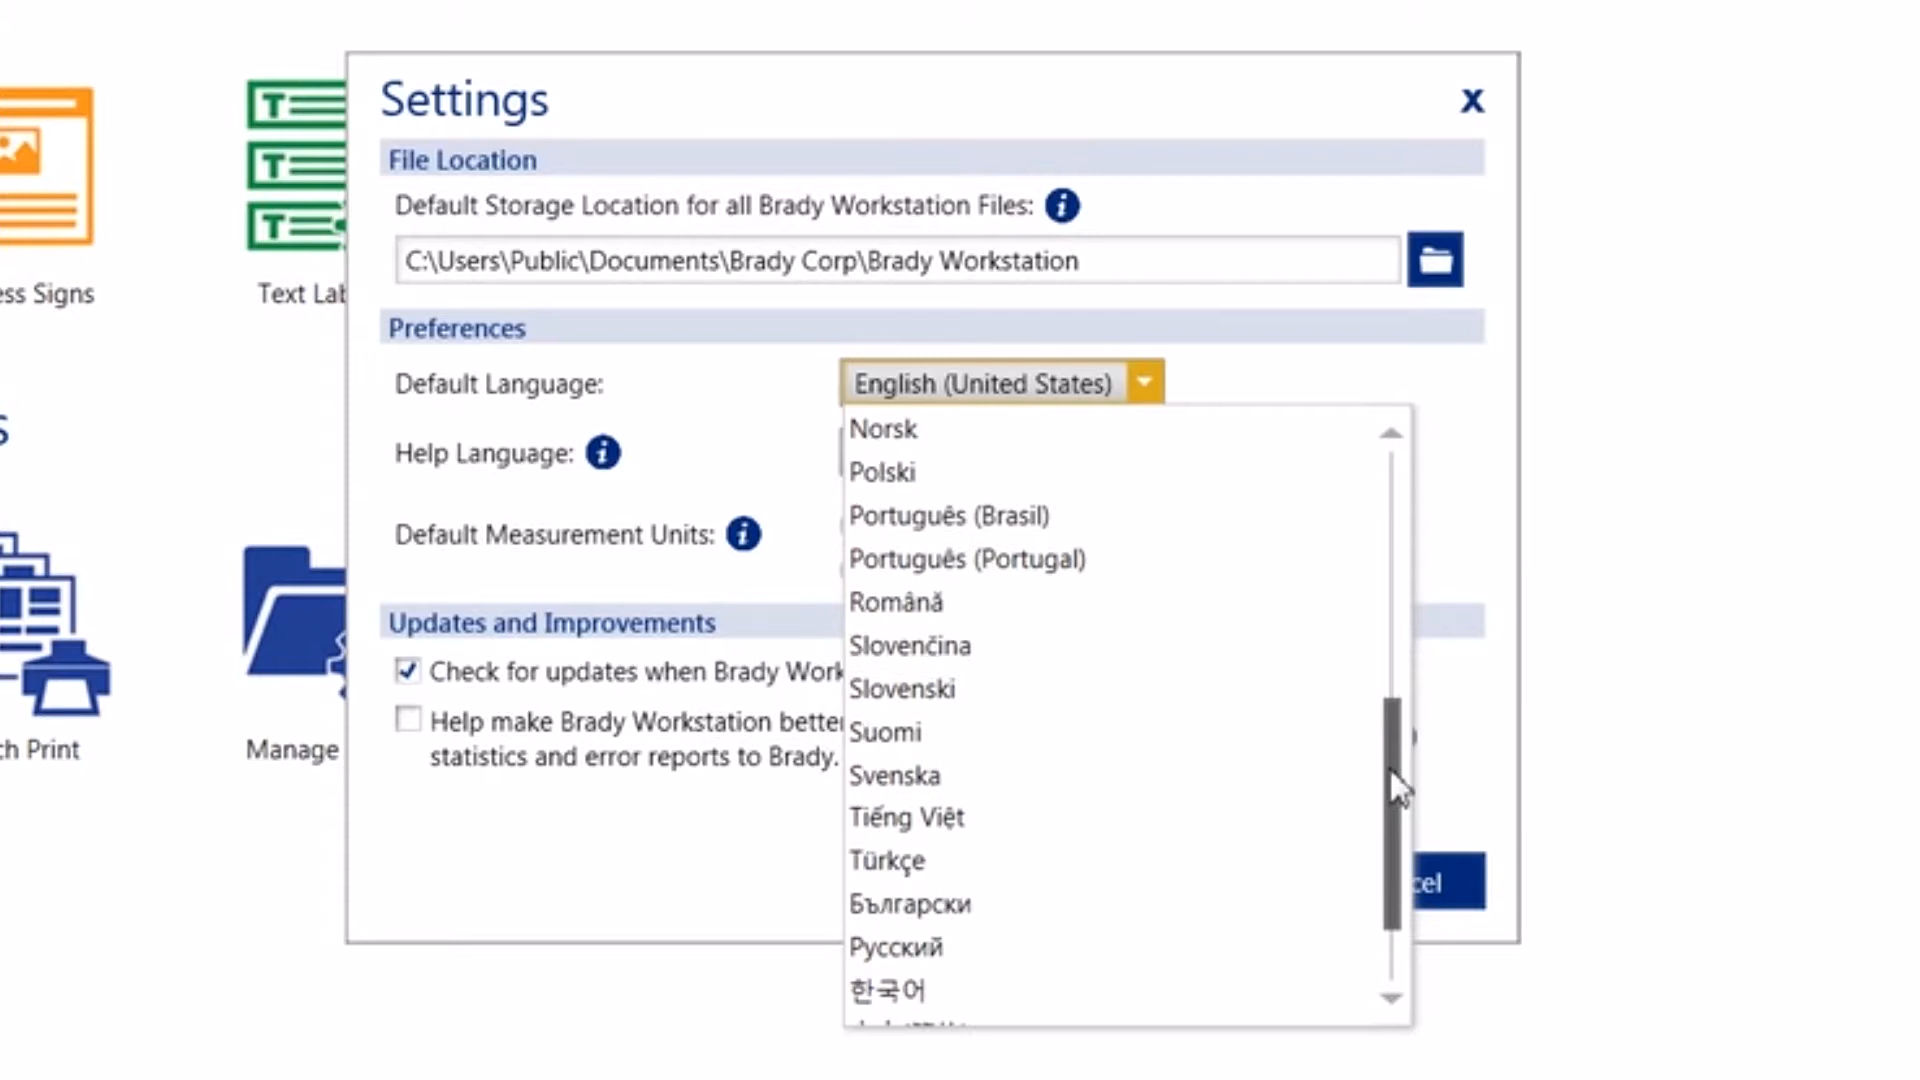 Settings
X
File Location
Default Storage Location for all Brady Workstation Files:
C:\Users\Public\Documents\Brady Corp\Brady Workstation
Preferences
Default Language:
English (United States)
Help Language:
Default Measurement Units:
Norsk
Polski
Português (Brasil)
Português (Portugal)
Română
Slovenčina
Slovenski
Suomi
Svenska
Tiếng Việt
Türkçe
Български
Русский
한국어
Updates and Improvements
Check for updates when Brady Work
Help make Brady Workstation better
statistics and error reports to Brady.
cel
ess Signs
Text Lab
ch Print
Manage